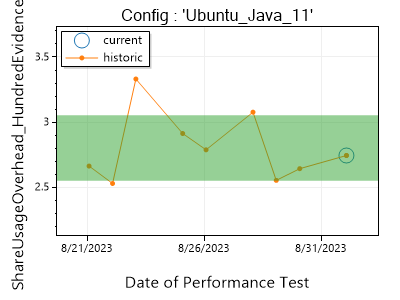 Config : 'Ubuntu_Java_11'
current
historic
ShareUsageOverhead_HundredEvidence
3.5
3
2.5
8/21/2023
8/26/2023
8/31/2023
Date of Performance Test